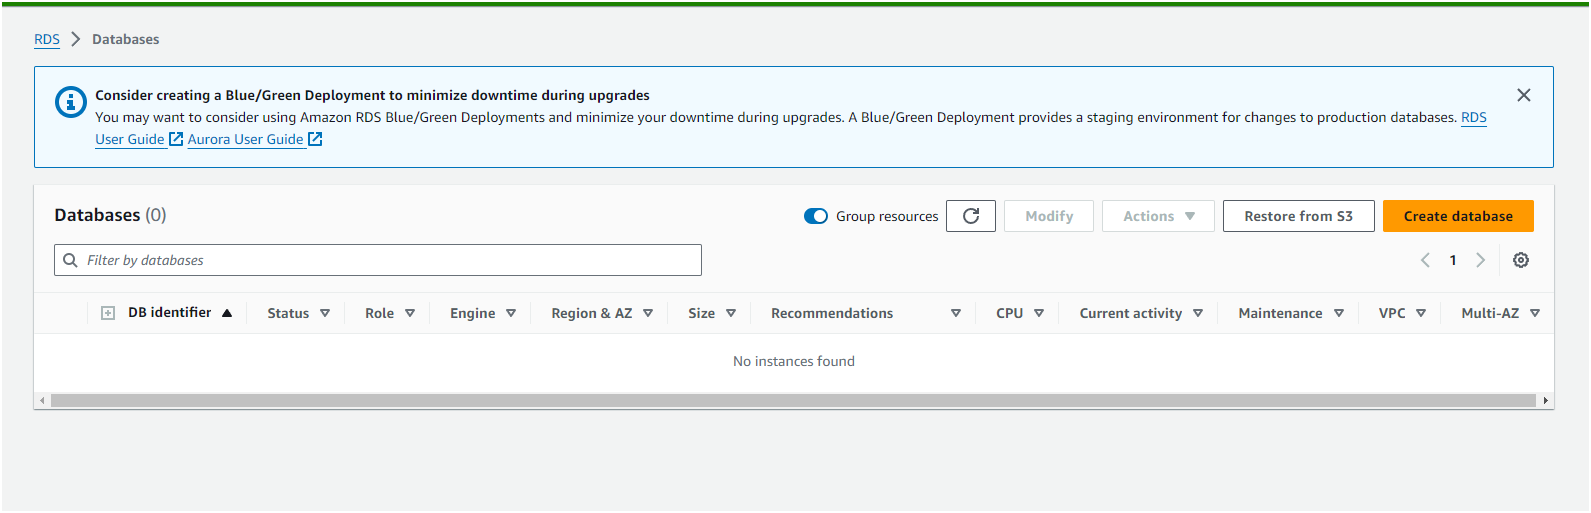 RDS > Databases
Consider creating a Blue/Green Deployment to minimize downtime during upgrades
You may want to consider using Amazon RDS Blue/Green Deployments and minimize your downtime during upgrades. A Blue/Green Deployment provides a staging environment for changes to production databases. RDS
User Guide Aurora User Guide
Databases (0) Group resources Modify Actions Restore from S3 Create database
Filter by databases 1
DB identifier Status Role Engine Region & AZ Size Recommendations CPU Current activity Maintenance VPC Multi-AZ
No instances found